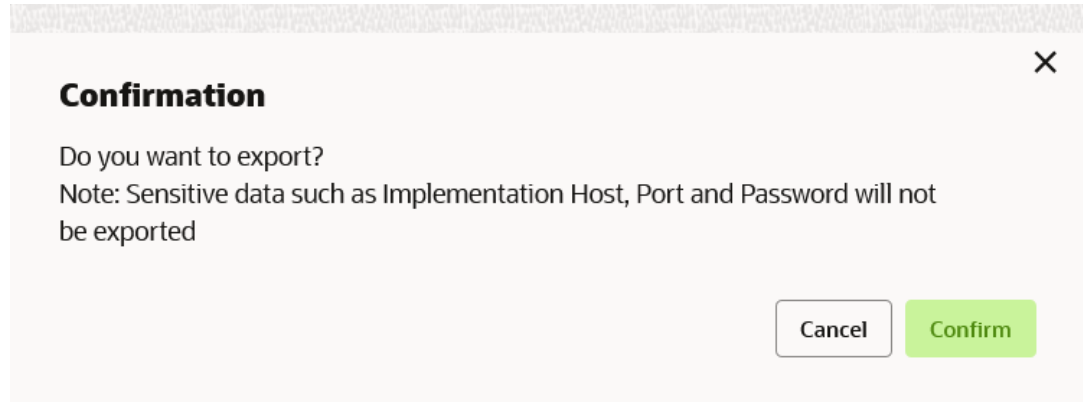 Confirmation
Do you want to export?
Note: Sensitive data such as Implementation Host, Port and Password will not
be exported
Cancel
Confirm